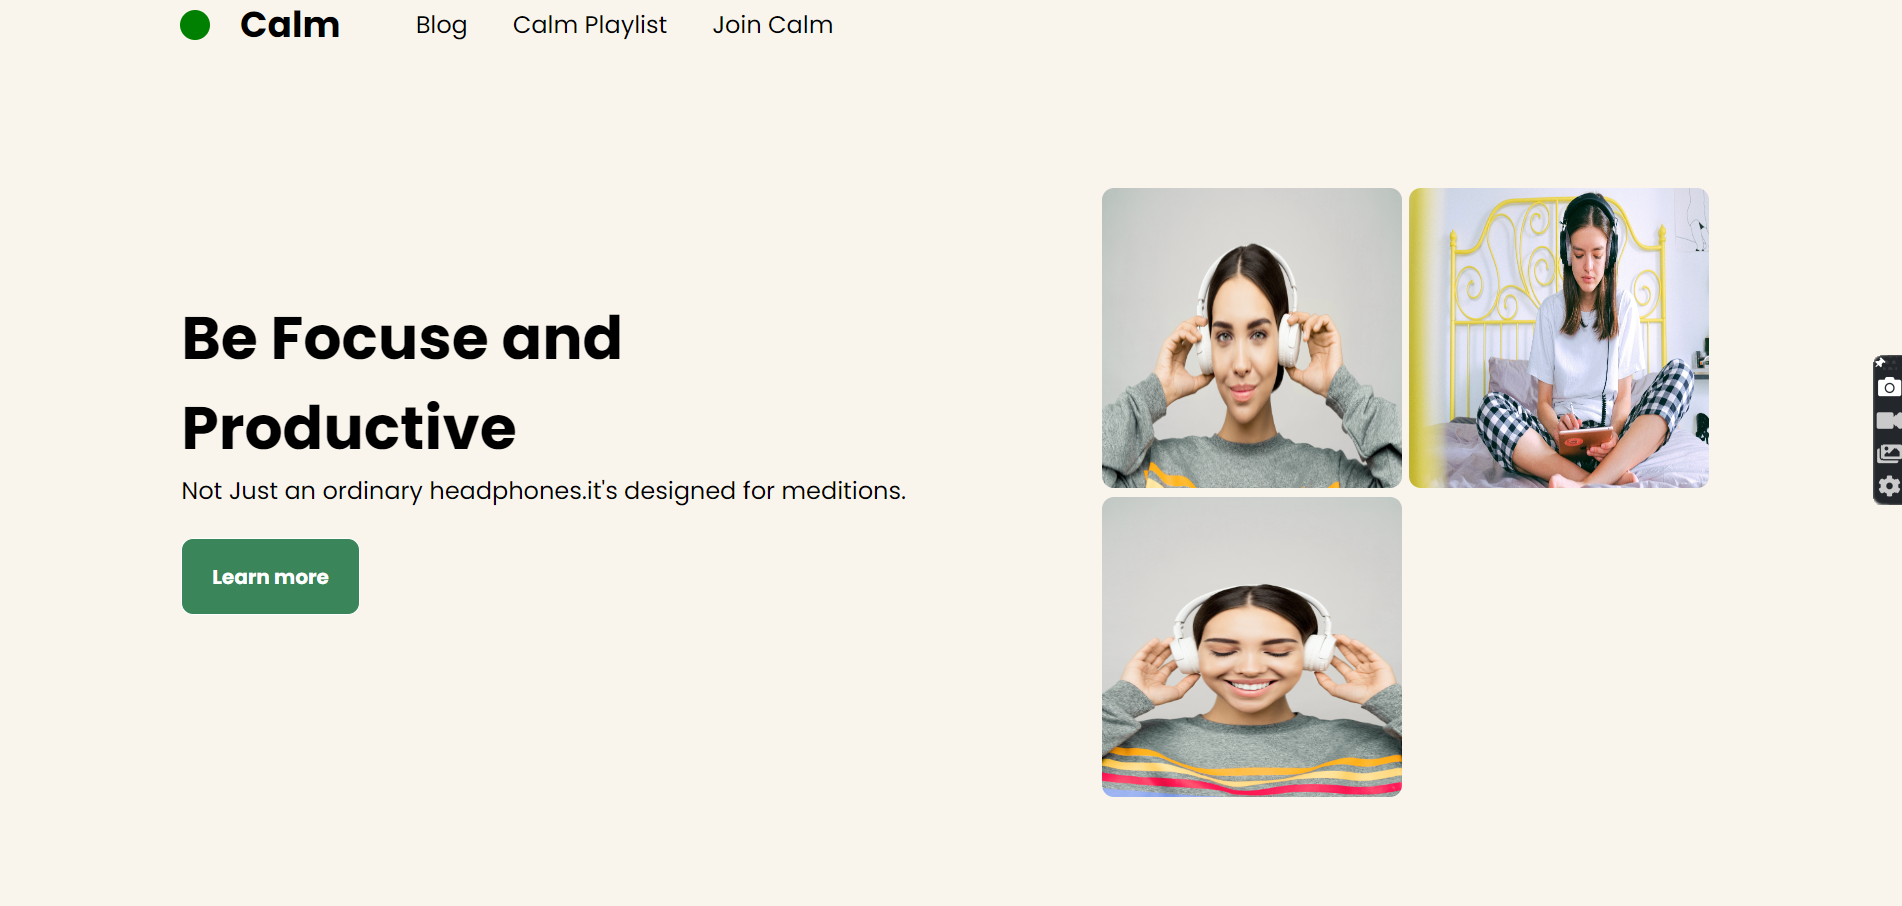 Calm Blog Calm Playlist Join Calm
Be Focuse and
Productive
Not Just an ordinary headphones.it's designed for meditions.
Learn more